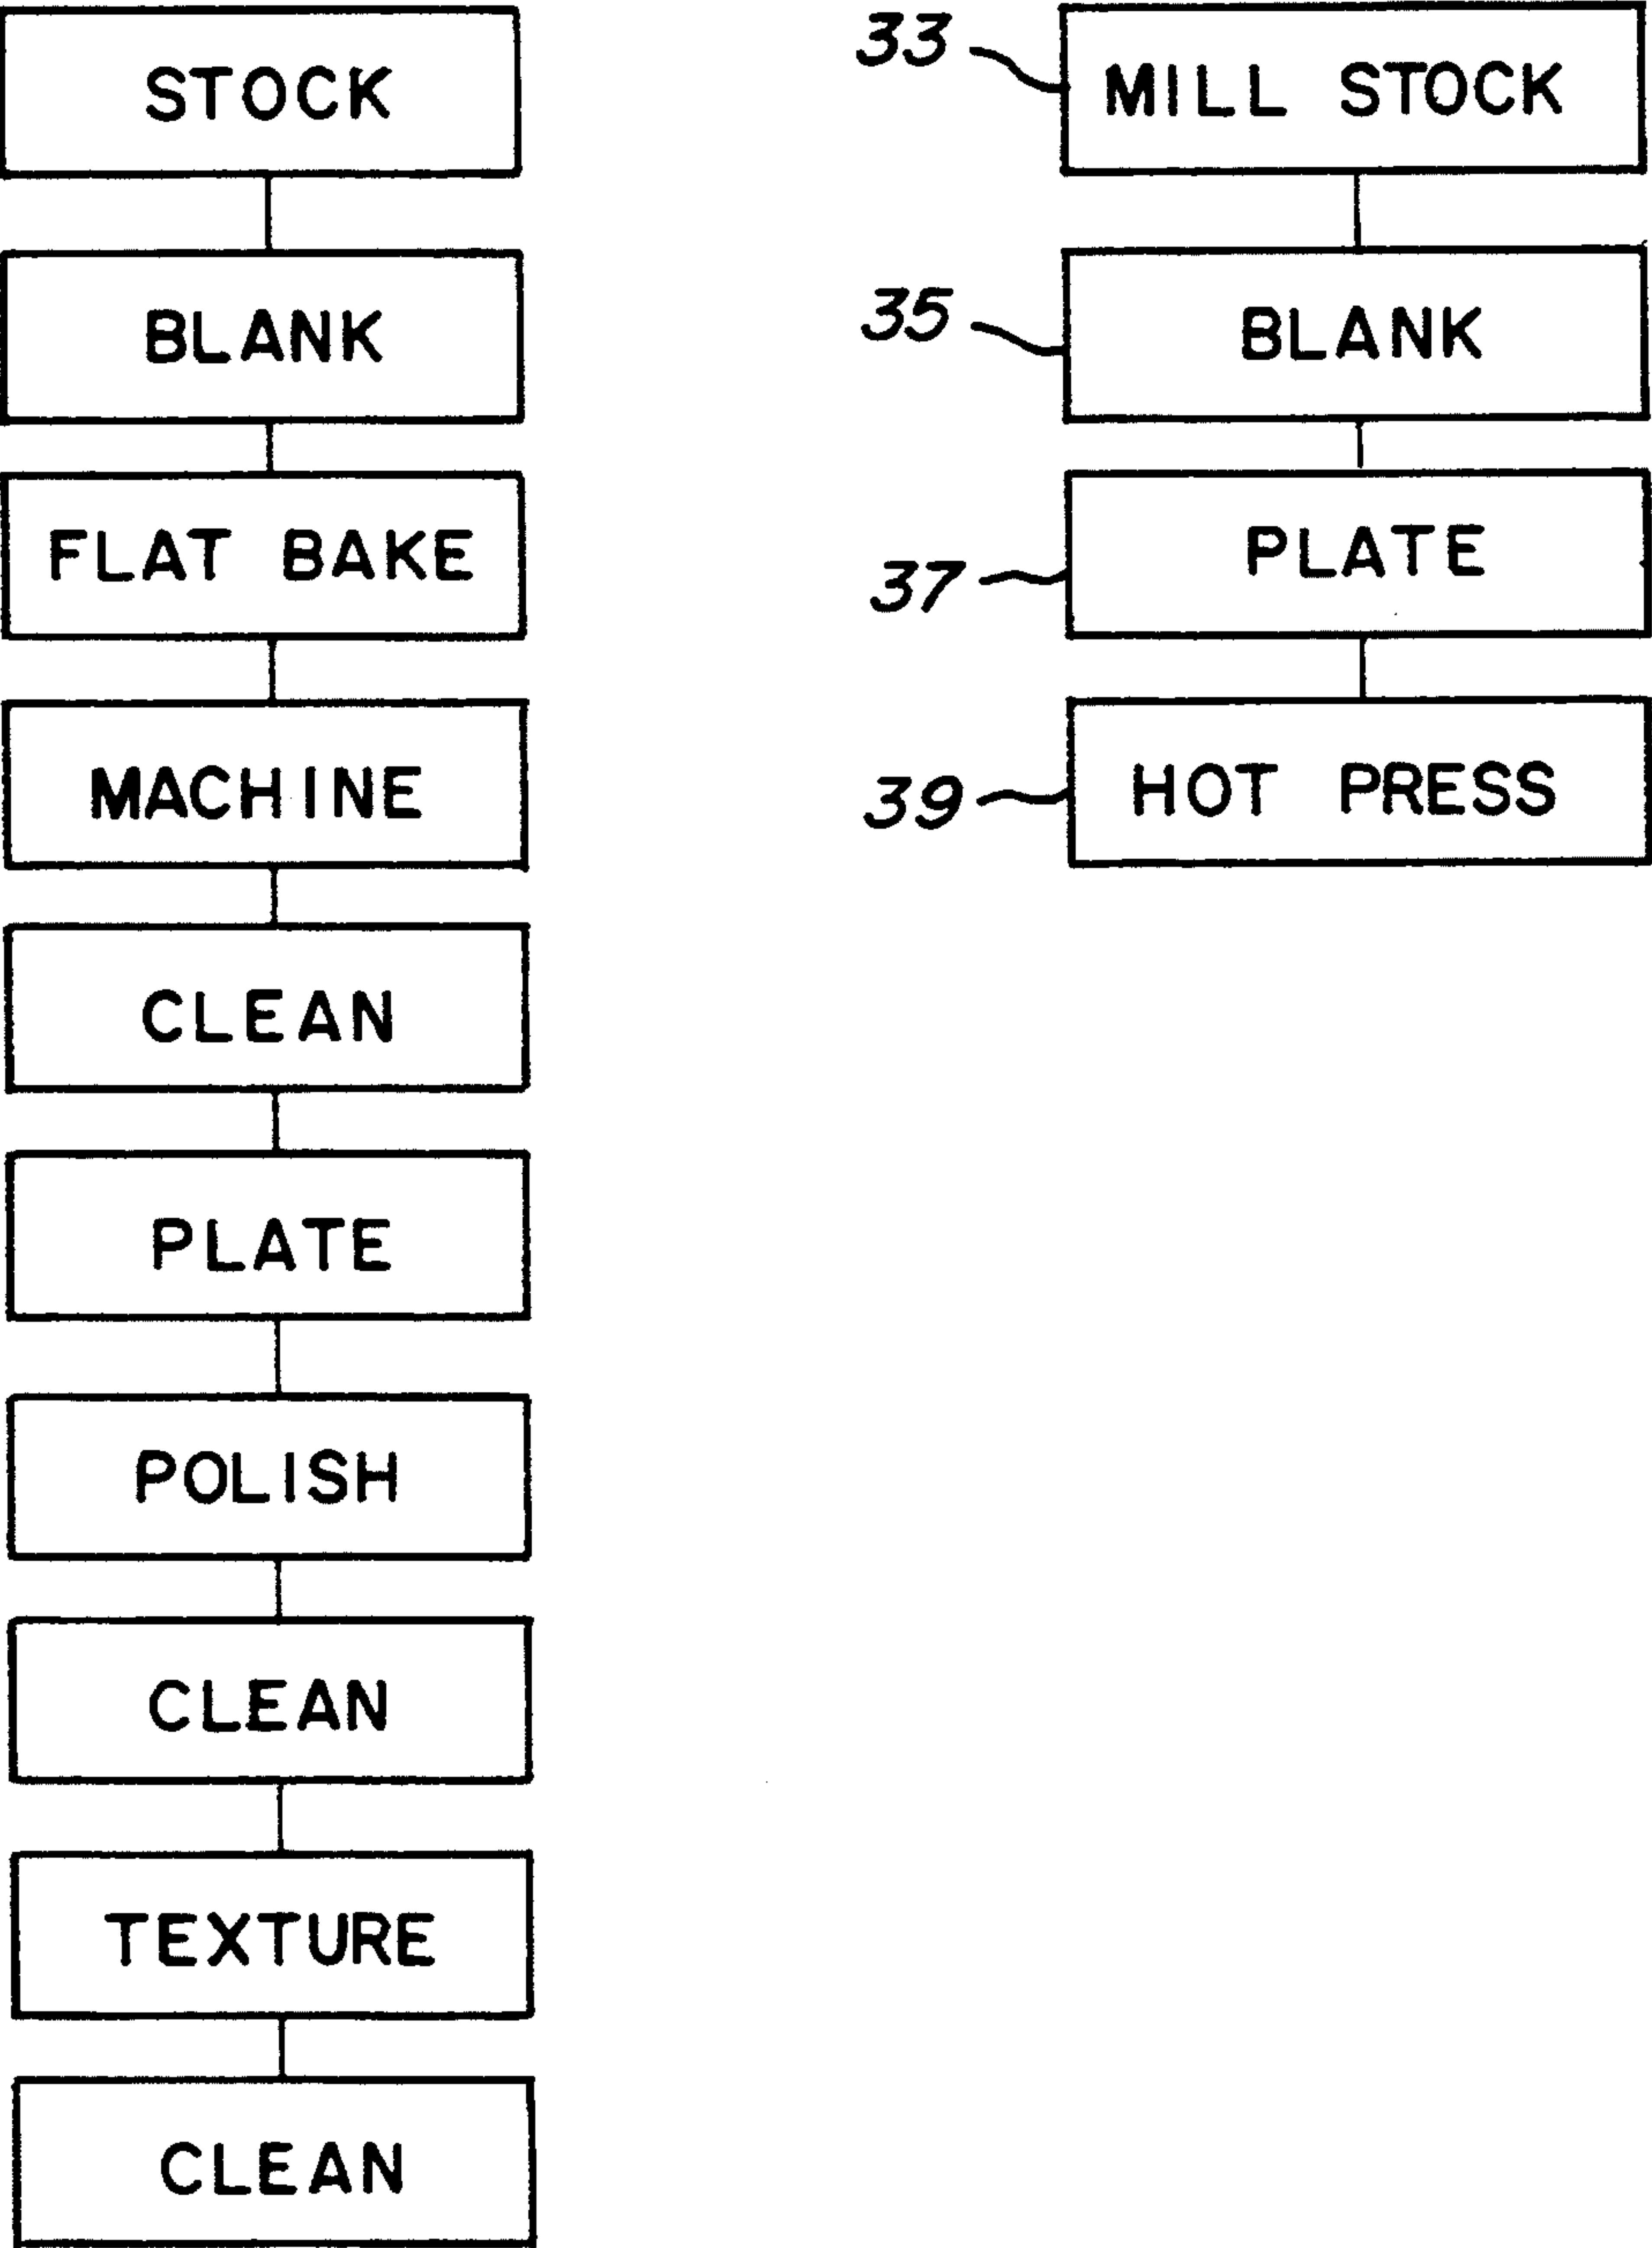 STOCK
BLANK
FLAT BAKE
MACHINE
CLEAN
PLATE
POLISH
CLEAN
TEXTURE
CLEAN
33
MILL STOCK
35
BLANK
37
PLATE
39
HOT PRESS